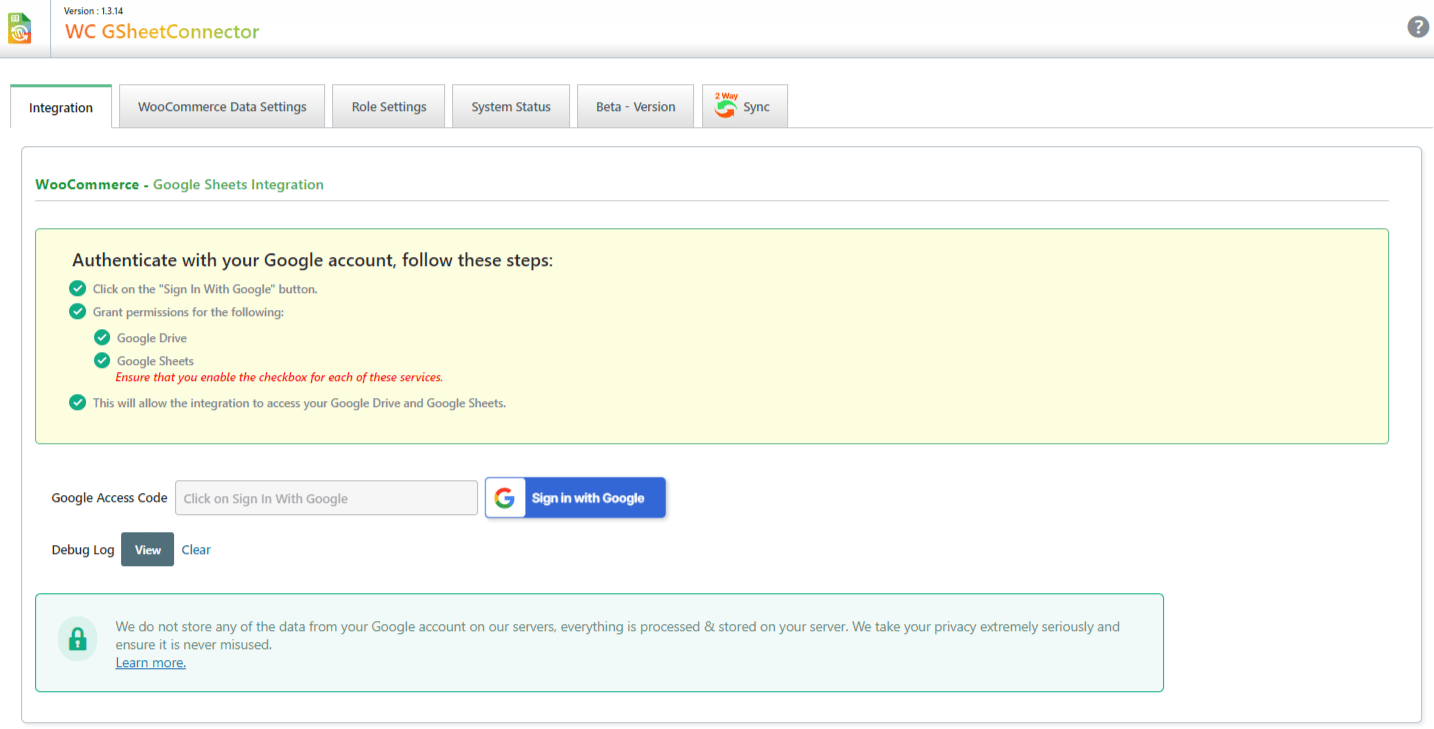 Version : 1.3.14
WC GSheetConnector
?
Integration
WooCommerce Data Settings
Role Settings
System Status
Beta - Version
2 Way
Sync
WooCommerce - Google Sheets Integration
Authenticate with your Google account, follow these steps:
Click on the "Sign In With Google" button.
Grant permissions for the following:
Google Drive
Google Sheets
Ensure that you enable the checkbox for each of these services.
This will allow the integration to access your Google Drive and Google Sheets.
Google Access Code
Click on Sign In With Google
G
Sign in with Google
Debug Log
View
Clear
We do not store any of the data from your Google account on our servers, everything is processed & stored on your server. We take your privacy extremely seriously and
ensure it is never misused.
Learn more.